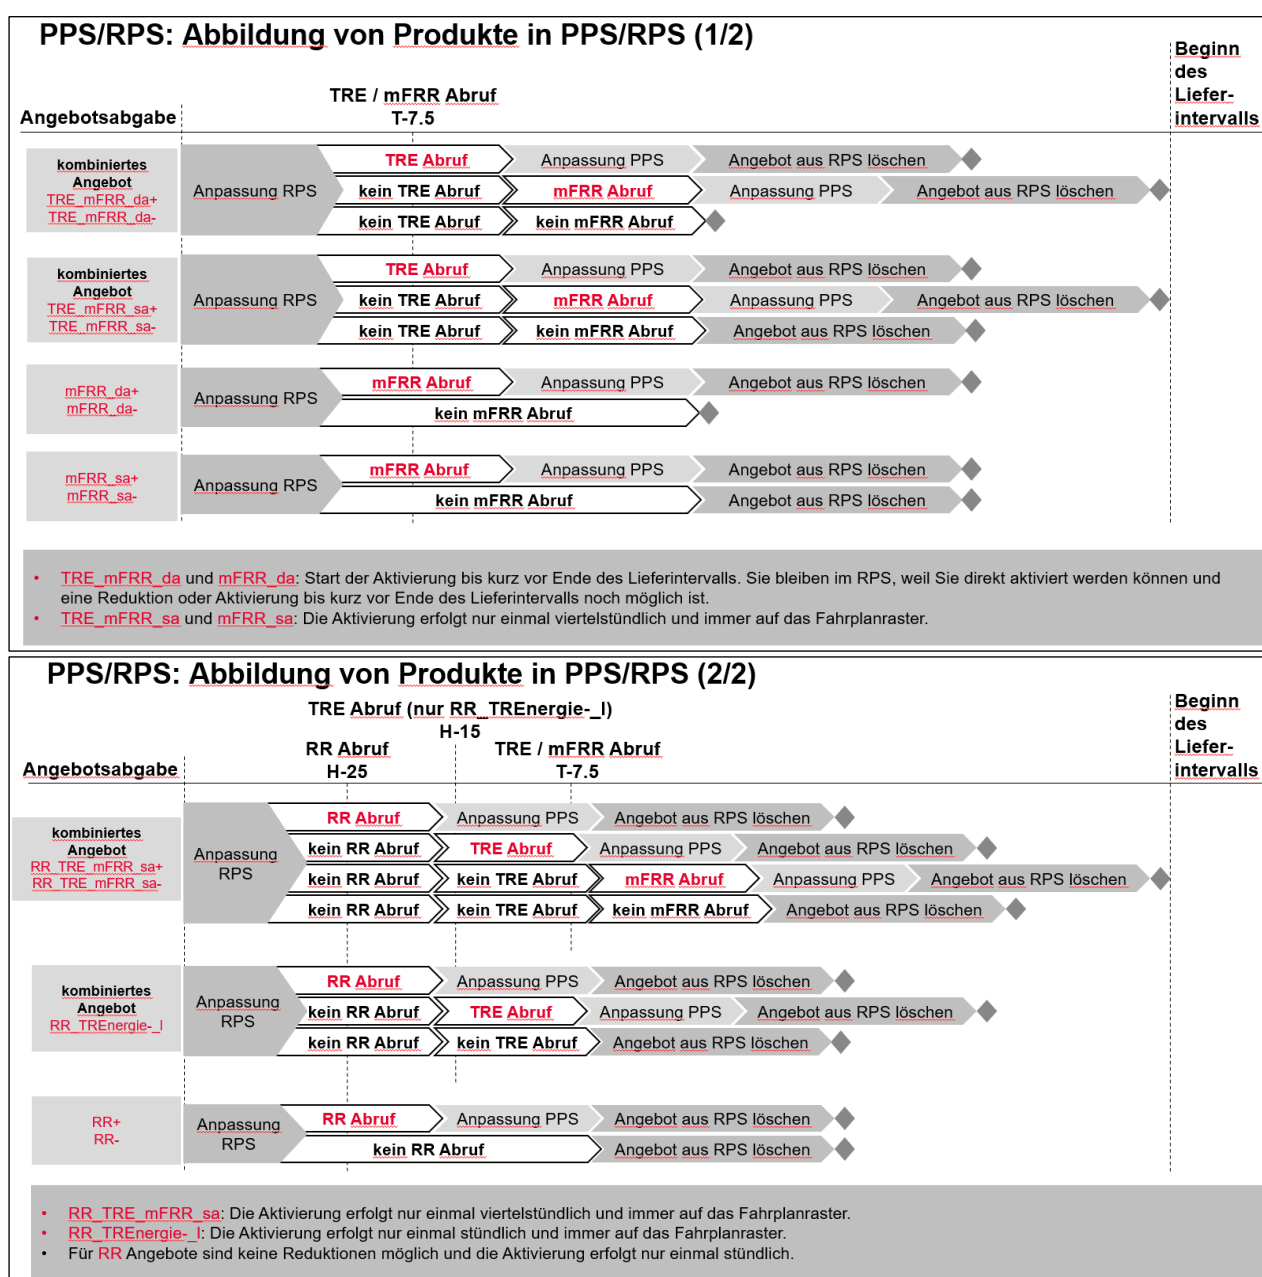 PPS/RPS: Abbildung von Produkte in PPS/RPS (1/2)
Beginn
des
Liefer-
intervalls
TRE / mFRR Abruf
T-7.5
Angebotsabgabe
kombiniertes
Angebot
TRE_mFRR_da+
TRE_mFRR_da-
Anpassung RPS
TRE Abruf
Anpassung PPS
Angebot aus RPS löschen
kein TRE Abruf
mFRR Abruf
Anpassung PPS
Angebot aus RPS löschen
kein TRE Abruf
kein mFRR Abruf
kombiniertes
Angebot
TRE_mFRR_sa+
TRE_mFRR_sa-
Anpassung RPS
TRE Abruf
Anpassung PPS
Angebot aus RPS löschen
kein TRE Abruf
mFRR Abruf
Anpassung PPS
Angebot aus RPS löschen
kein TRE Abruf
kein mFRR Abruf
Angebot aus RPS löschen
mFRR_da+
mFRR_da-
Anpassung RPS
mFRR Abruf
Anpassung PPS
Angebot aus RPS löschen
kein mFRR Abruf
mFRR_sa+
mFRR_sa-
Anpassung RPS
mFRR Abruf
Anpassung PPS
Angebot aus RPS löschen
kein mFRR Abruf
Angebot aus RPS löschen
• TRE_mFRR_da und mFRR_da: Start der Aktivierung bis kurz vor Ende des Lieferintervalls. Sie bleiben im RPS, weil Sie direkt aktiviert werden können und
eine Reduktion oder Aktivierung bis kurz vor Ende des Lieferintervalls noch möglich ist.
• TRE_mFRR_sa und mFRR_sa: Die Aktivierung erfolgt nur einmal viertelstündlich und immer auf das Fahrplanraster.
PPS/RPS: Abbildung von Produkte in PPS/RPS (2/2)
Beginn
des
Liefer-
intervalls
TRE Abruf (nur RR_TREnergie-_l)
H-15
RR Abruf
H-25
TRE / mFRR Abruf
T-7.5
Angebotsabgabe
kombiniertes
Angebot
RR_TRE_mFRR_sa+
RR_TRE_mFRR_sa-
Anpassung
RPS
RR Abruf
Anpassung PPS
Angebot aus RPS löschen
kein RR Abruf
TRE Abruf
Anpassung PPS
Angebot aus RPS löschen
kein RR Abruf
kein TRE Abruf
mFRR Abruf
Anpassung PPS
Angebot aus RPS löschen
kein RR Abruf
kein TRE Abruf
kein mFRR Abruf
Angebot aus RPS löschen
kombiniertes
Angebot
RR_TREnergie-_l
Anpassung
RPS
RR Abruf
Anpassung PPS
Angebot aus RPS löschen
kein RR Abruf
TRE Abruf
Anpassung PPS
Angebot aus RPS löschen
kein RR Abruf
kein TRE Abruf
Angebot aus RPS löschen
RR+
RR-
Anpassung
RPS
RR Abruf
Anpassung PPS
Angebot aus RPS löschen
kein RR Abruf
Angebot aus RPS löschen
• RR_TRE_mFRR_sa: Die Aktivierung erfolgt nur einmal viertelstündlich und immer auf das Fahrplanraster.
• RR_TREnergie-_l: Die Aktivierung erfolgt nur einmal stündlich und immer auf das Fahrplanraster.
• Für RR Angebote sind keine Reduktionen möglich und die Aktivierung erfolgt nur einmal stündlich.